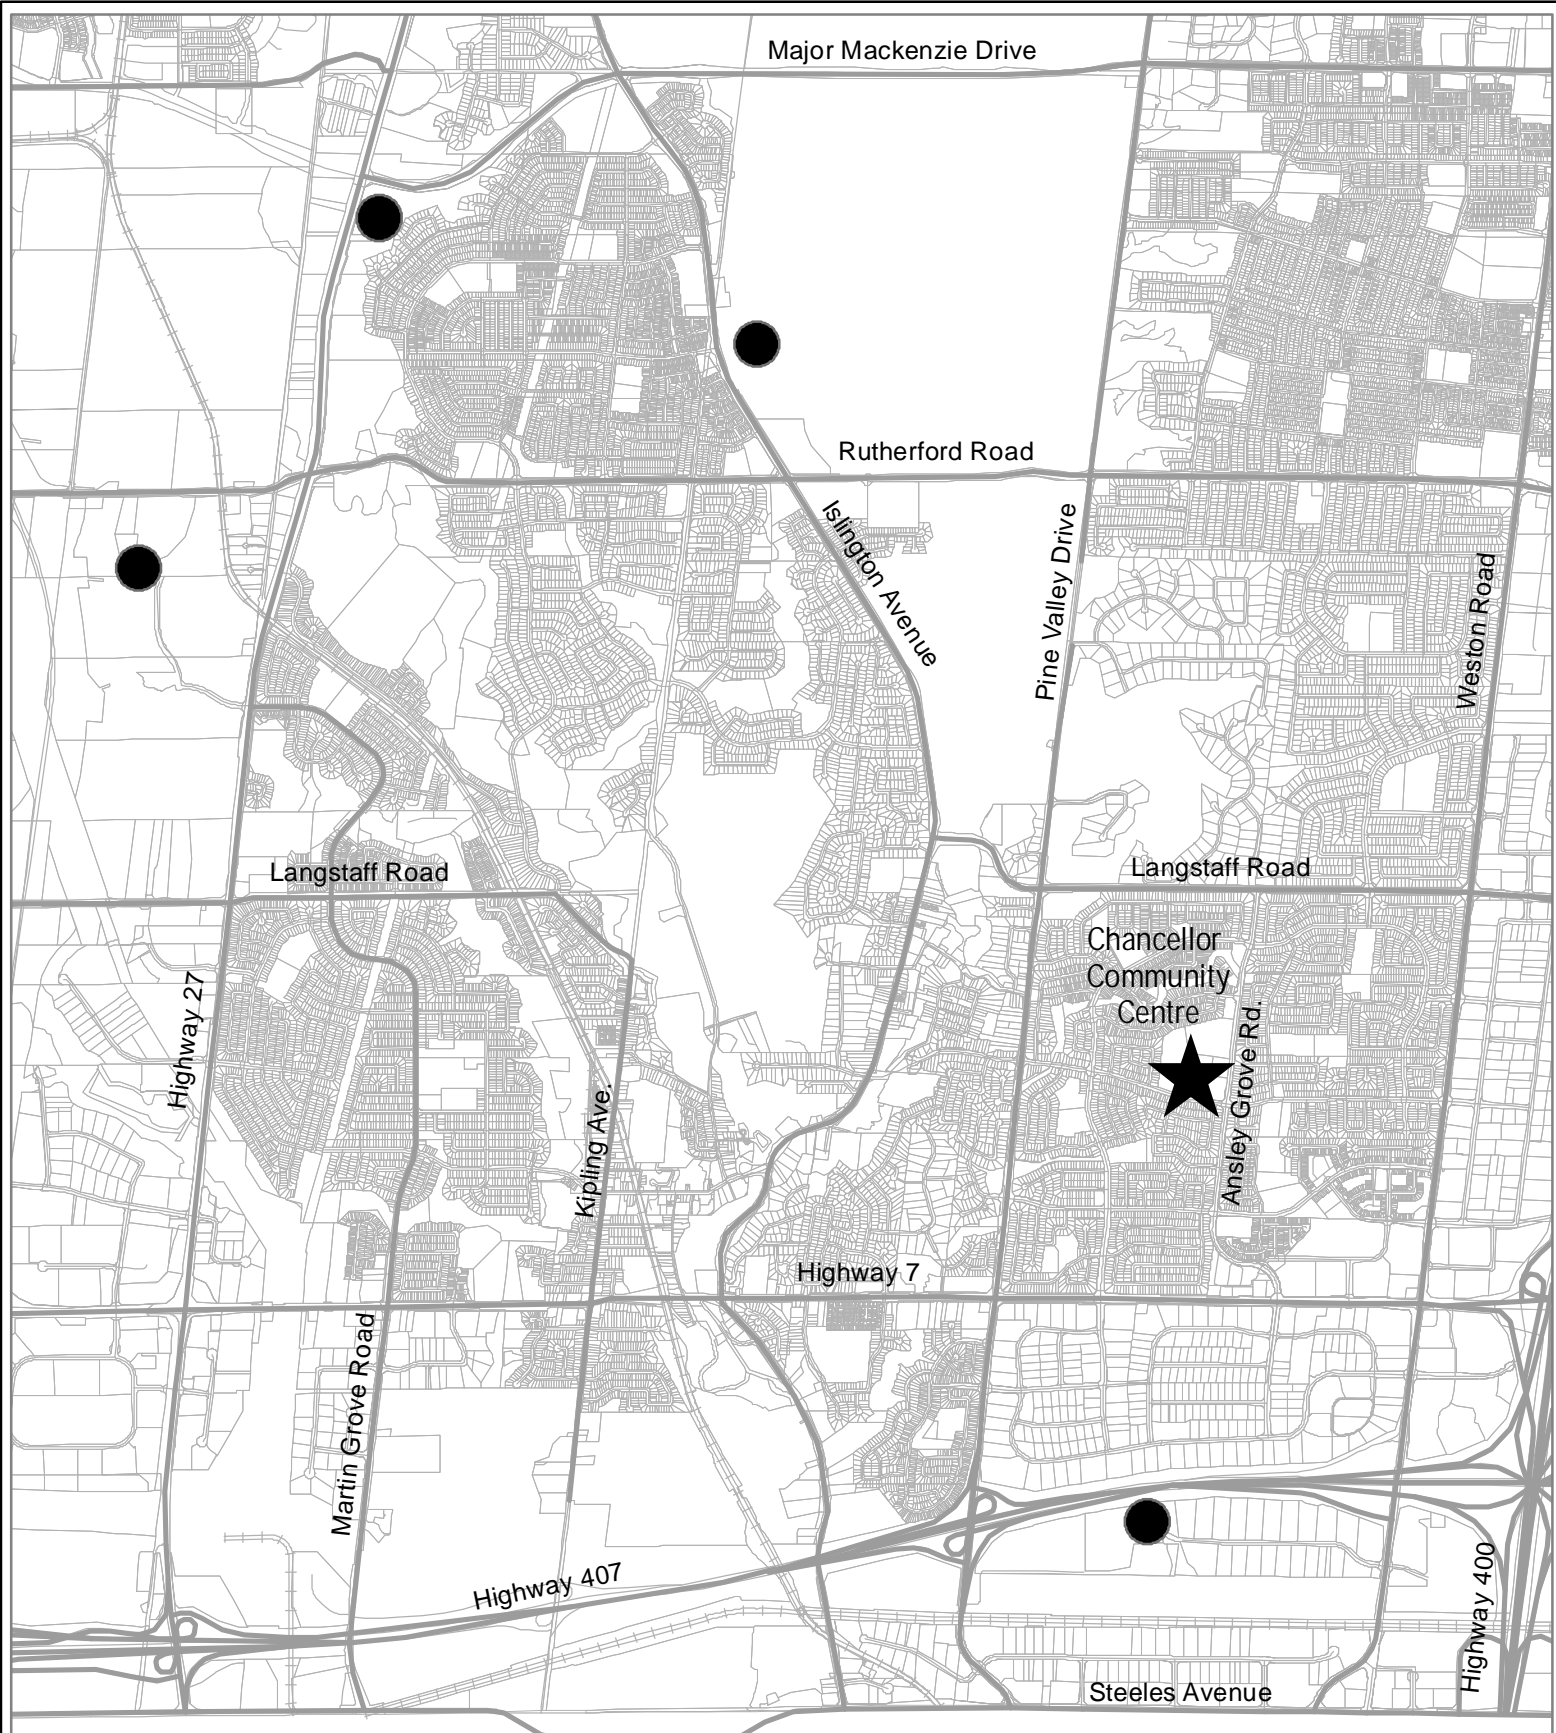 Major Mackenzie Drive
Rutherford Road
Islington Avenue
Pine Valley Drive
Weston Road
Langstaff Road
Langstaff Road
Chancellor
Community
Centre
Highway 27
Ansley Grove Rd.
Kipling Ave.
Highway 7
Martin Grove Road
Highway 407
Highway 400
Steeles Avenue